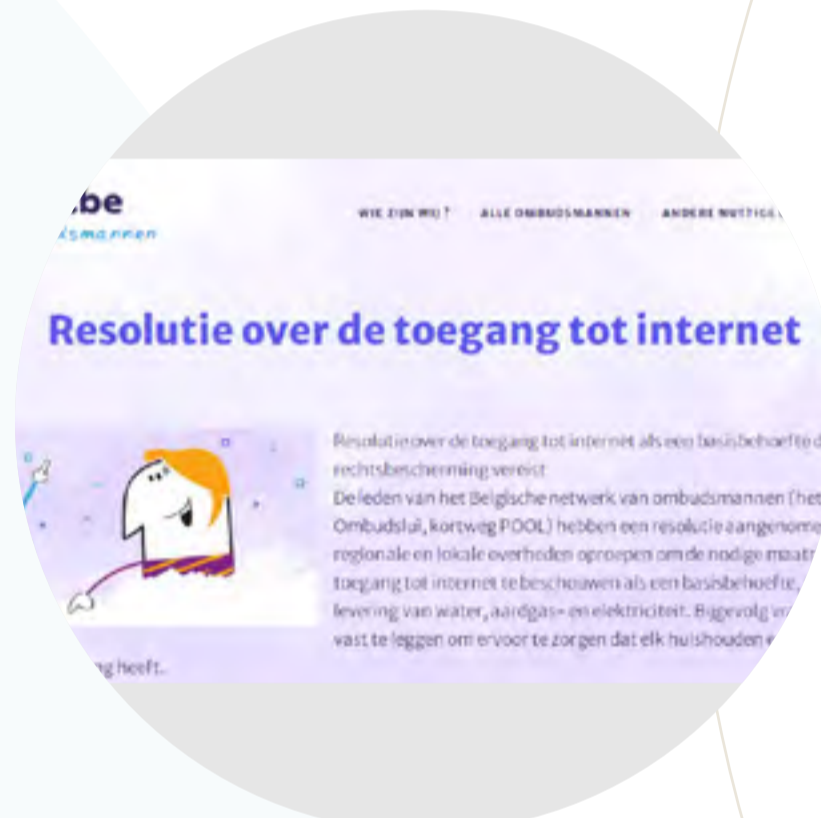 .be
smannen
WIE ZIJN WIJ ? ALLE OMBUDSMANNEN ANDERE NUTTIGE
Resolutie over de toegang tot internet
Resolutie over de toegang tot internet als een basisbehoefte d
rechtsbescherming vereist
De leden van het Belgische netwerk van ombudsmannen (het
Ombudslui, kortweg POOL) hebben een resolutie aangenome
regionale en lokale overheden oproepen om de nodige maatr
toegang tot internet te beschouwen als een basisbehoefte,
levering van water, aardgas- en elektriciteit. Bijgevolg
vast te leggen om ervoor te zorgen dat elk huishouden
ng heeft.